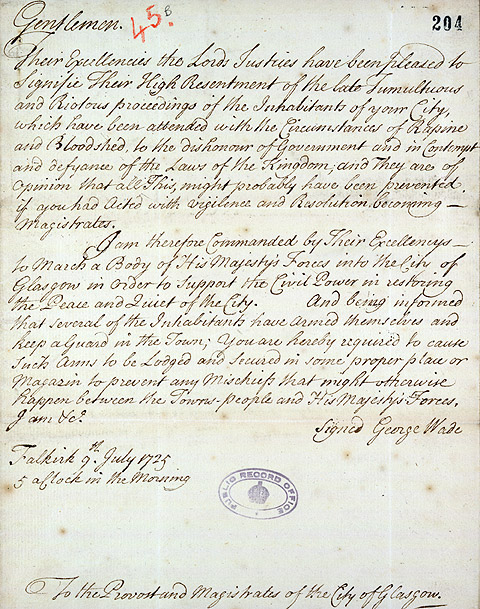 Gentlemen.
45 B
204
Their Excellencies the Lord Justices have been pleased to
Signifie Their High Resentment of the late Tumultuous
and Riotous proceedings of the Inhabitants of your City,
which have been attended with the Circumstances of Rapine
and Bloodshed, to the dishonour of Government and in Contempt
and defyance of the Laws of the Kingdom; and They are of
Opinion that all This, might probably have been prevented,
if you had Acted with vigilence and Resolution becoming —
Magistrates.
I am therefore Commanded by Their Excellencys —
to March a Body of His Majesty's Forces into the City of
Glasgow in Order to Support the Civil Power in restoring
the Peace and Quiet of the City. And being informed
that several of the Inhabitants have Armed themselves and
keep a Guard in the Town; You are hereby required to cause
Such Arms to be Lodged and secured in some proper place or
Magazin to prevent any Mischief that might otherwise
happen between the Towns-people and His Majesty's Forces.
I am &c.
Signed George Wade
Falkirk 9th July 1725
5 a Clock in the Morning
PUBLIC RECORD OFFICE
To the Provost and Magistrates of the City of Glasgow.